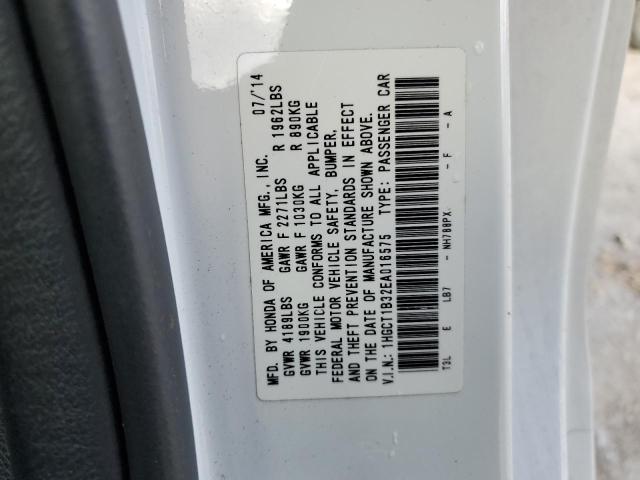 MFD. BY HONDA OF AMERICA MFG., INC. 07/'14
GVWR 4189LBS GAWR F 2271LBS R 1962LBS
GVWR 1900KG GAWR F 1030KG R 890KG
THIS VEHICLE CONFORMS TO ALL APPLICABLE
FEDERAL MOTOR VEHICLE SAFETY, BUMPER,
AND THEFT PREVENTION STANDARDS IN EFFECT
ON THE DATE OF MANUFACTURE SHOWN ABOVE.
V.I.N.: 1HGCT1B32EA016575 TYPE: PASSENGER CAR
T3L E LB7 - NH788PX - F - A